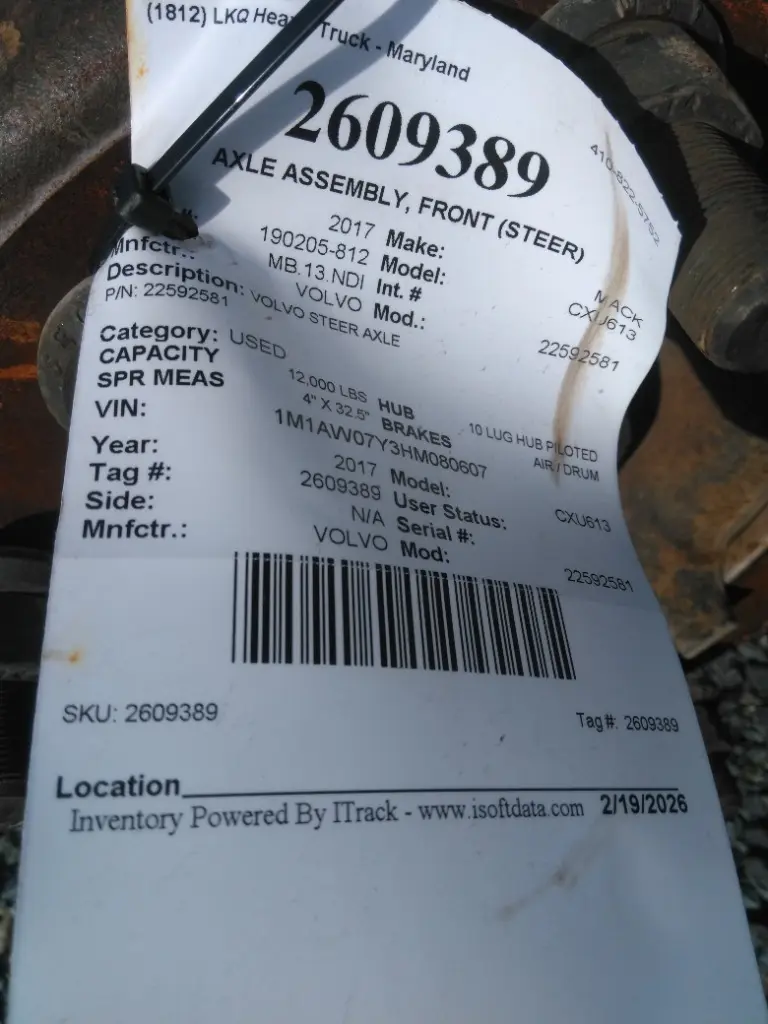 (1812) LKQ Hea Truck - Maryland
410-822-5752
2609389
AXLE ASSEMBLY, FRONT (STEER)
2017 Make: MACK
#: 190205-812 Model: CXU613
MB.13.NDI Int. # 22592581
Mnfctr.: VOLVO Mod.:
Description: VOLVO STEER AXLE
P/N: 22592581
Category: USED
CAPACITY 12,000 LBS HUB 10 LUG HUB PILOTED
SPR MEAS 4" X 32.5" BRAKES AIR / DRUM
VIN: 1M1AW07Y3HM080607
Year: 2017 Model: CXU613
Tag #: 2609389 User Status:
Side: N/A Serial #:
Mnfctr.: VOLVO Mod: 22592581
SKU: 2609389 Tag#: 2609389
Location
Inventory Powered By ITrack - www.isoftdata.com 2/19/2026